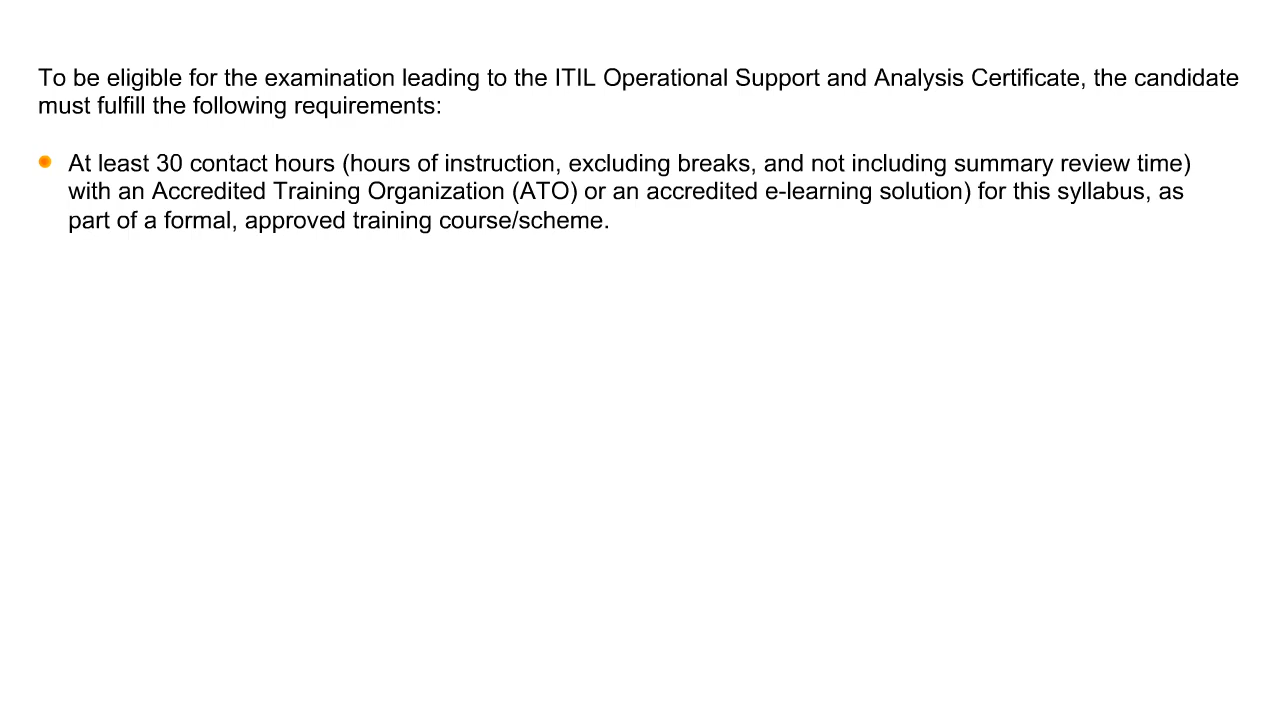 To be eligible for the examination leading to the ITIL Operational Support and Analysis Certificate, the candidate
must fulfill the following requirements:
At least 30 contact hours (hours of instruction, excluding breaks, and not including summary review time)
with an Accredited Training Organization (ATO) or an accredited e-learning solution) for this syllabus, as
part of a formal, approved training course/scheme.